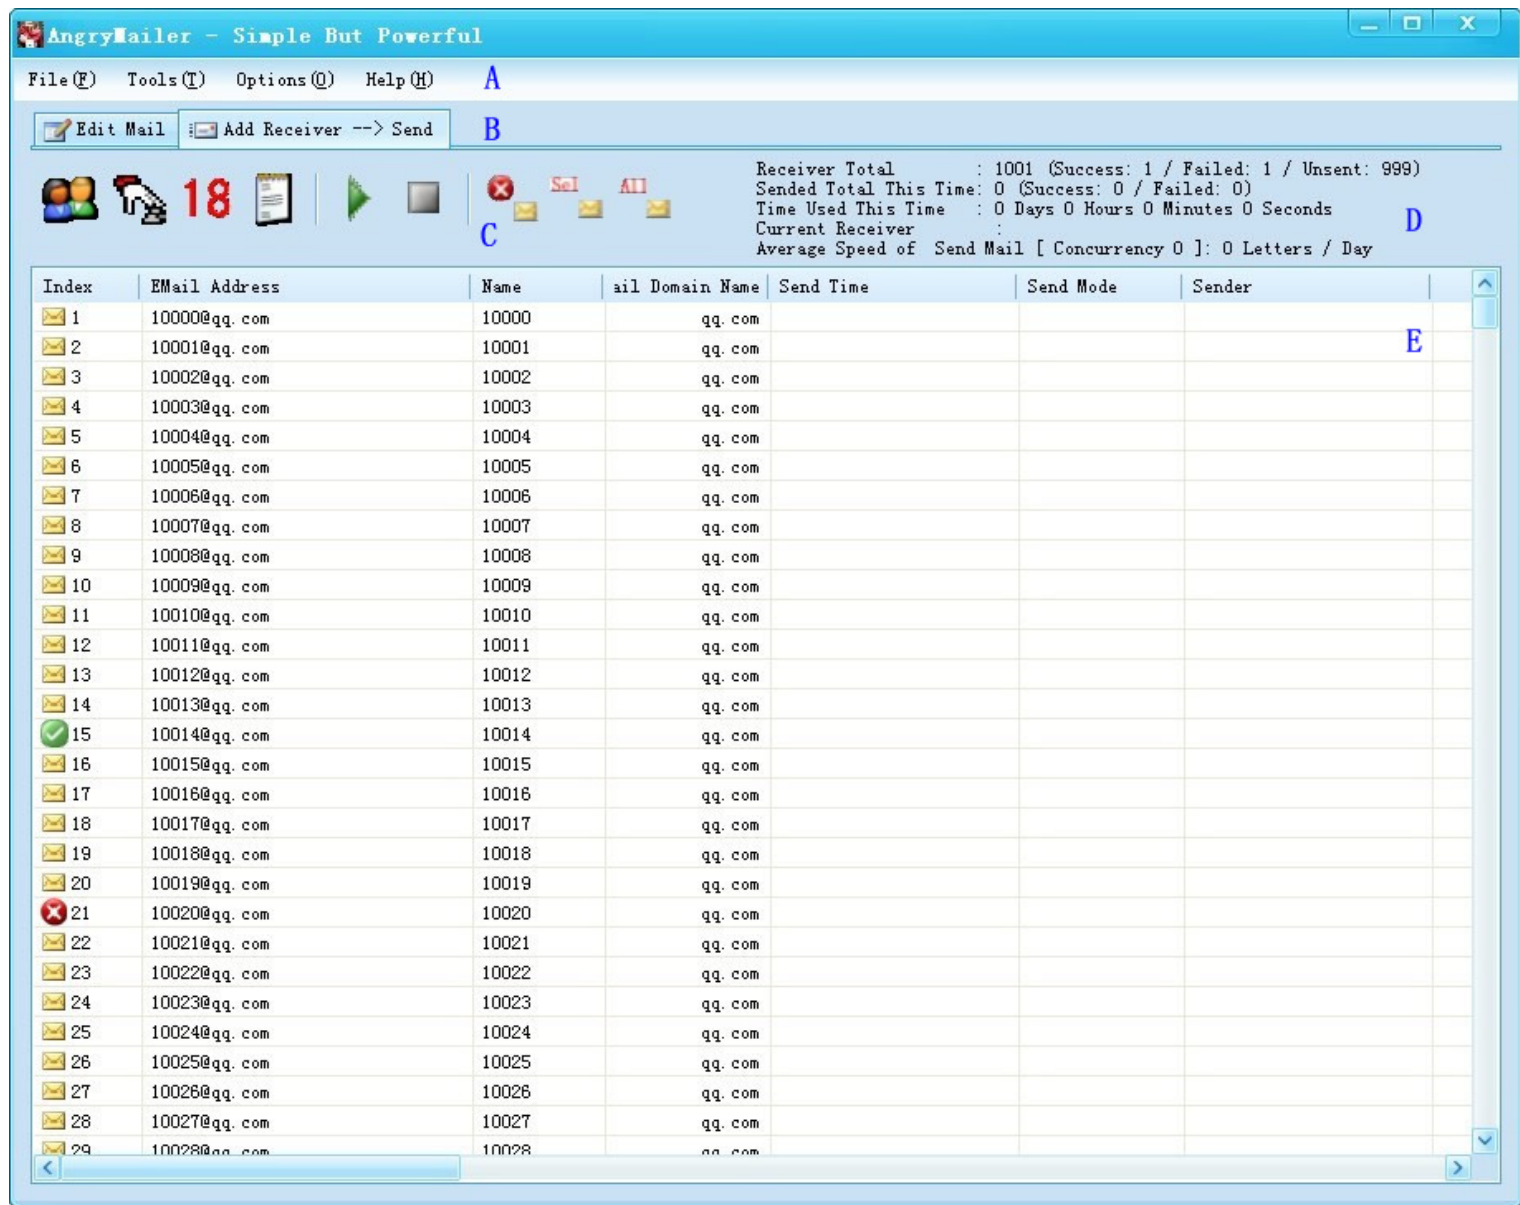 AngryMailer - Simple But Powerful
File(F) Tools(T) Options(O) Help(H) A
Edit Mail Add Receiver --> Send B
18 Sel All C
Receiver Total : 1001 (Success: 1 / Failed: 1 / Unsent: 999)
Sended Total This Time: 0 (Success: 0 / Failed: 0)
Time Used This Time : 0 Days 0 Hours 0 Minutes 0 Seconds
Current Receiver :
Average Speed of Send Mail [ Concurrency 0 ]: 0 Letters / Day
D
Index EMail Address Name ail Domain Name Send Time Send Mode Sender
1 10000@qq.com 10000 qq.com
E
2 10001@qq.com 10001 qq.com
3 10002@qq.com 10002 qq.com
4 10003@qq.com 10003 qq.com
5 10004@qq.com 10004 qq.com
6 10005@qq.com 10005 qq.com
7 10006@qq.com 10006 qq.com
8 10007@qq.com 10007 qq.com
9 10008@qq.com 10008 qq.com
10 10009@qq.com 10009 qq.com
11 10010@qq.com 10010 qq.com
12 10011@qq.com 10011 qq.com
13 10012@qq.com 10012 qq.com
14 10013@qq.com 10013 qq.com
15 10014@qq.com 10014 qq.com
16 10015@qq.com 10015 qq.com
17 10016@qq.com 10016 qq.com
18 10017@qq.com 10017 qq.com
19 10018@qq.com 10018 qq.com
20 10019@qq.com 10019 qq.com
21 10020@qq.com 10020 qq.com
22 10021@qq.com 10021 qq.com
23 10022@qq.com 10022 qq.com
24 10023@qq.com 10023 qq.com
25 10024@qq.com 10024 qq.com
26 10025@qq.com 10025 qq.com
27 10026@qq.com 10026 qq.com
28 10027@qq.com 10027 qq.com
29 10028@qq.com 10028 qq.com